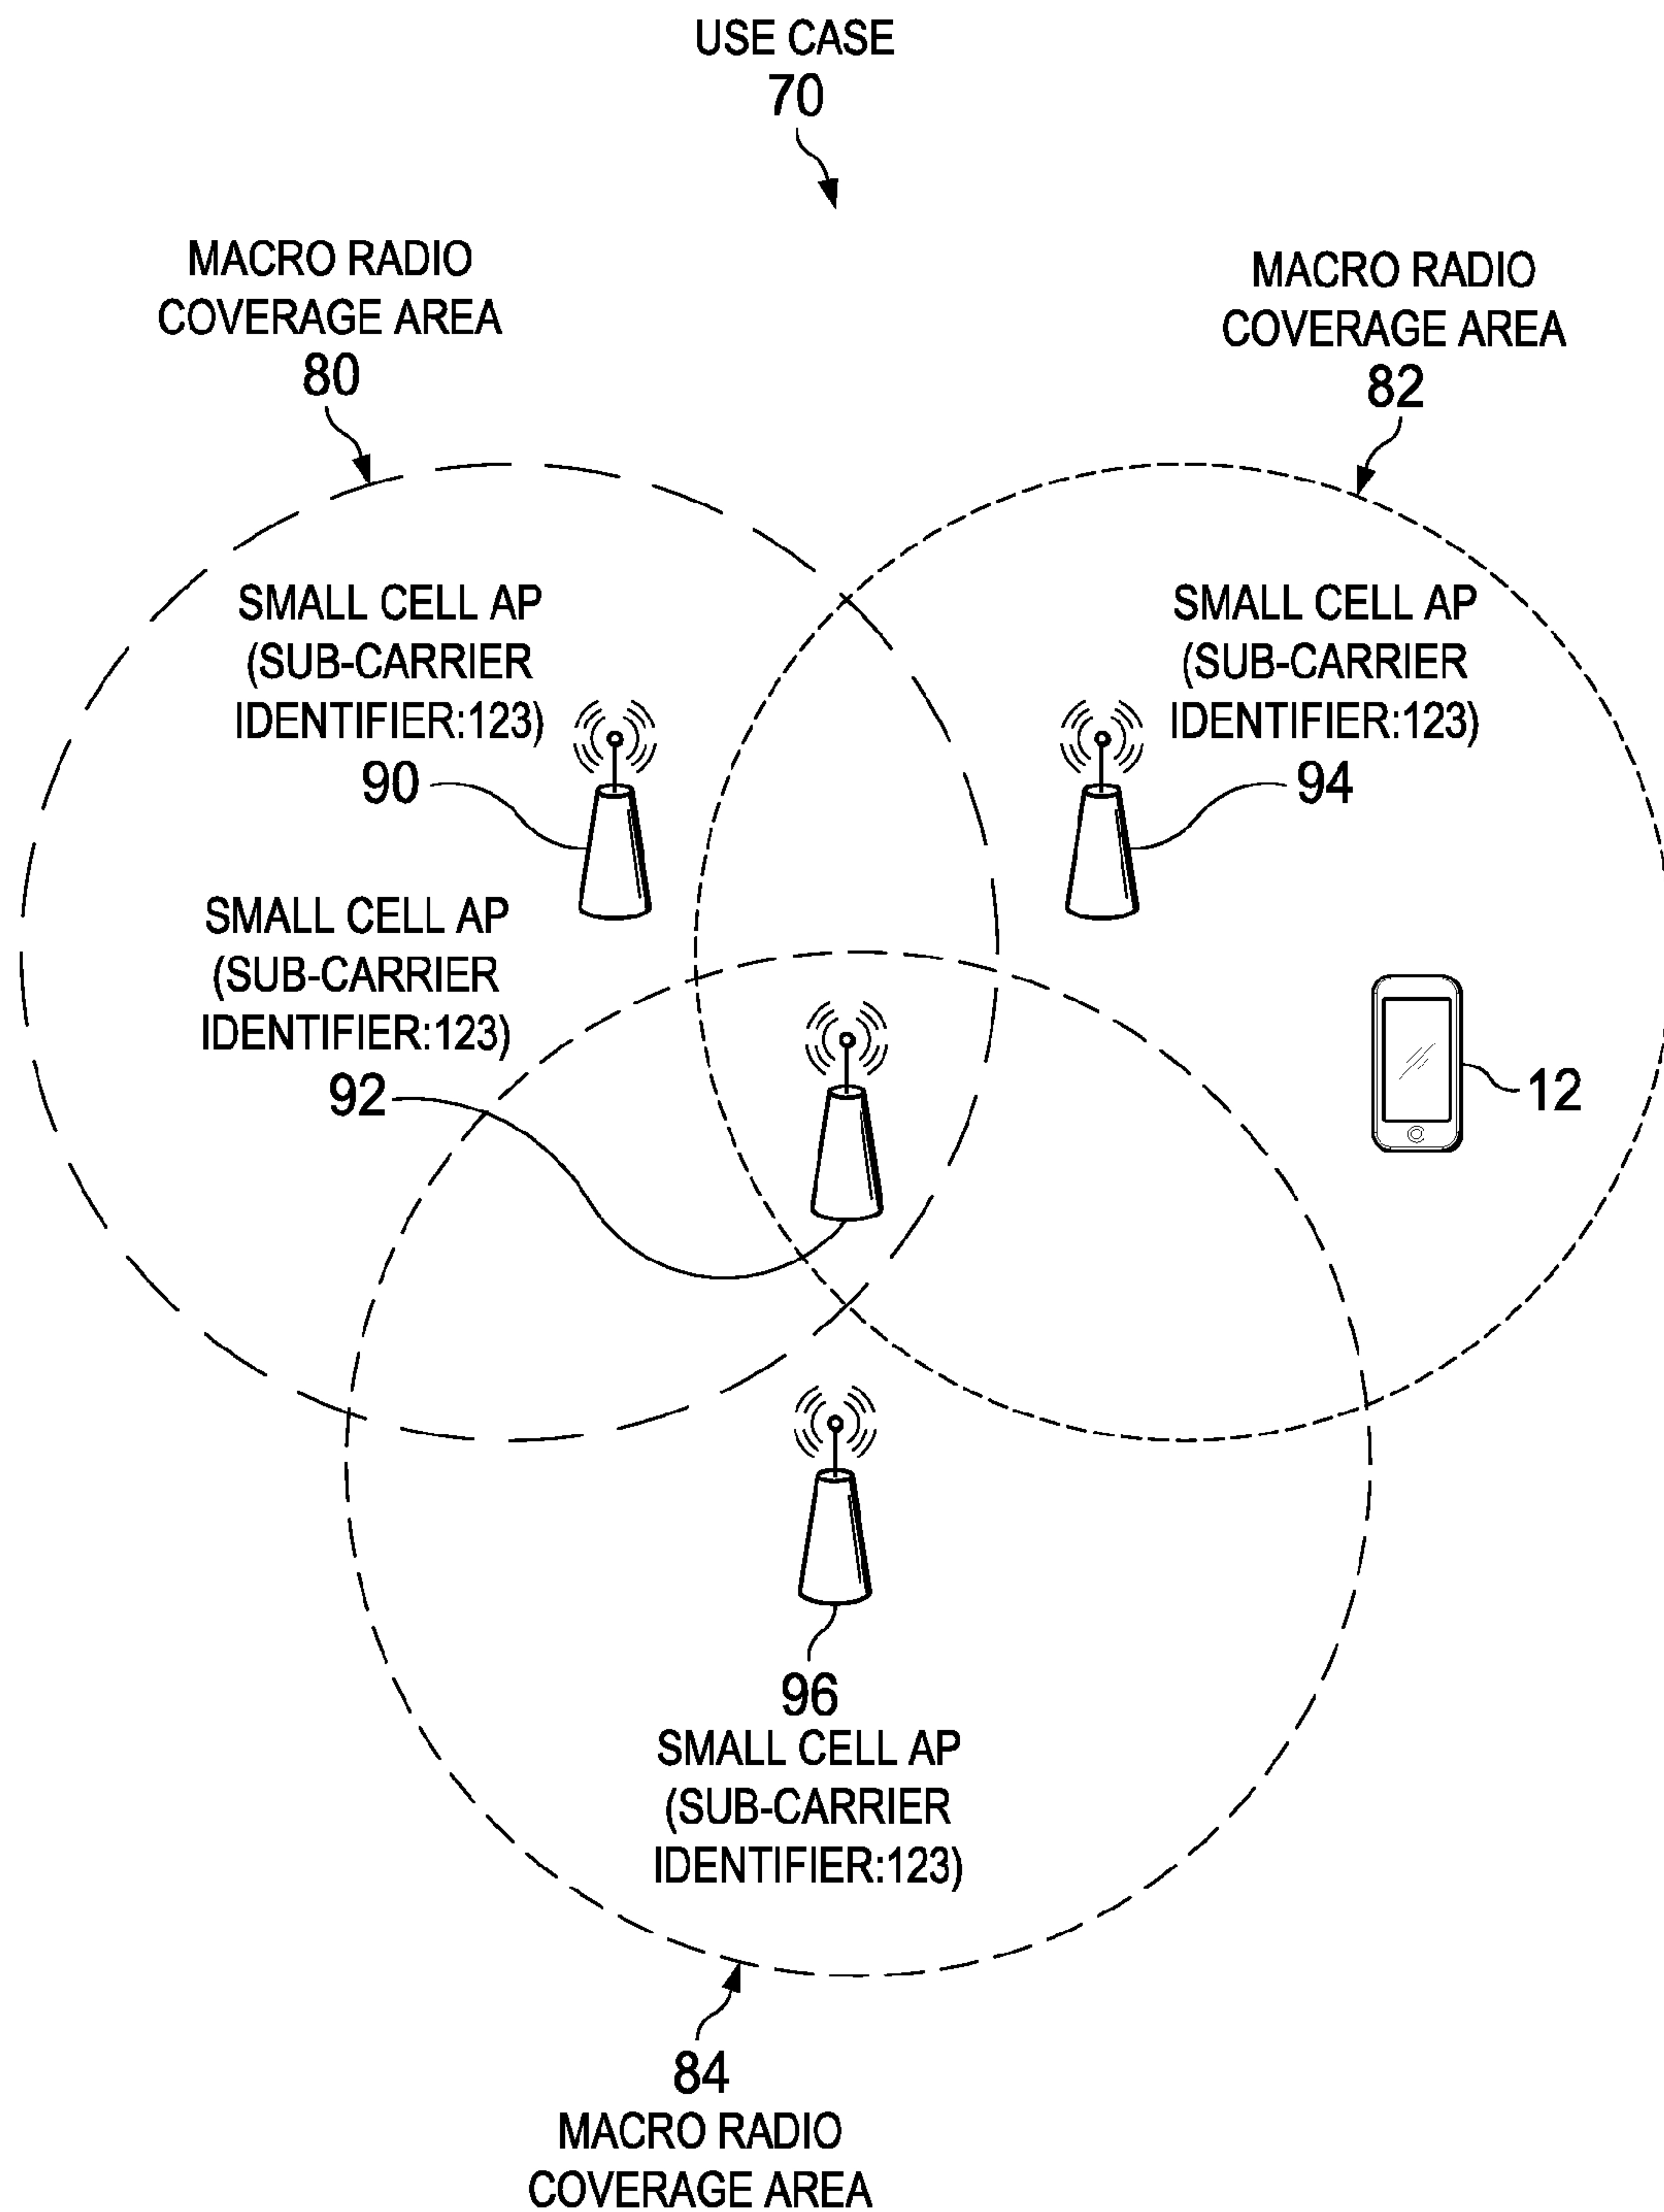 USE CASE
70
MACRO RADIO
COVERAGE AREA
80
MACRO RADIO
COVERAGE AREA
82
SMALL CELL AP
(SUB-CARRIER
IDENTIFIER:123)
90
SMALL CELL AP
(SUB-CARRIER
IDENTIFIER:123)
94
SMALL CELL AP
(SUB-CARRIER
IDENTIFIER:123)
92
12
96
SMALL CELL AP
(SUB-CARRIER
IDENTIFIER:123)
84
MACRO RADIO
COVERAGE AREA